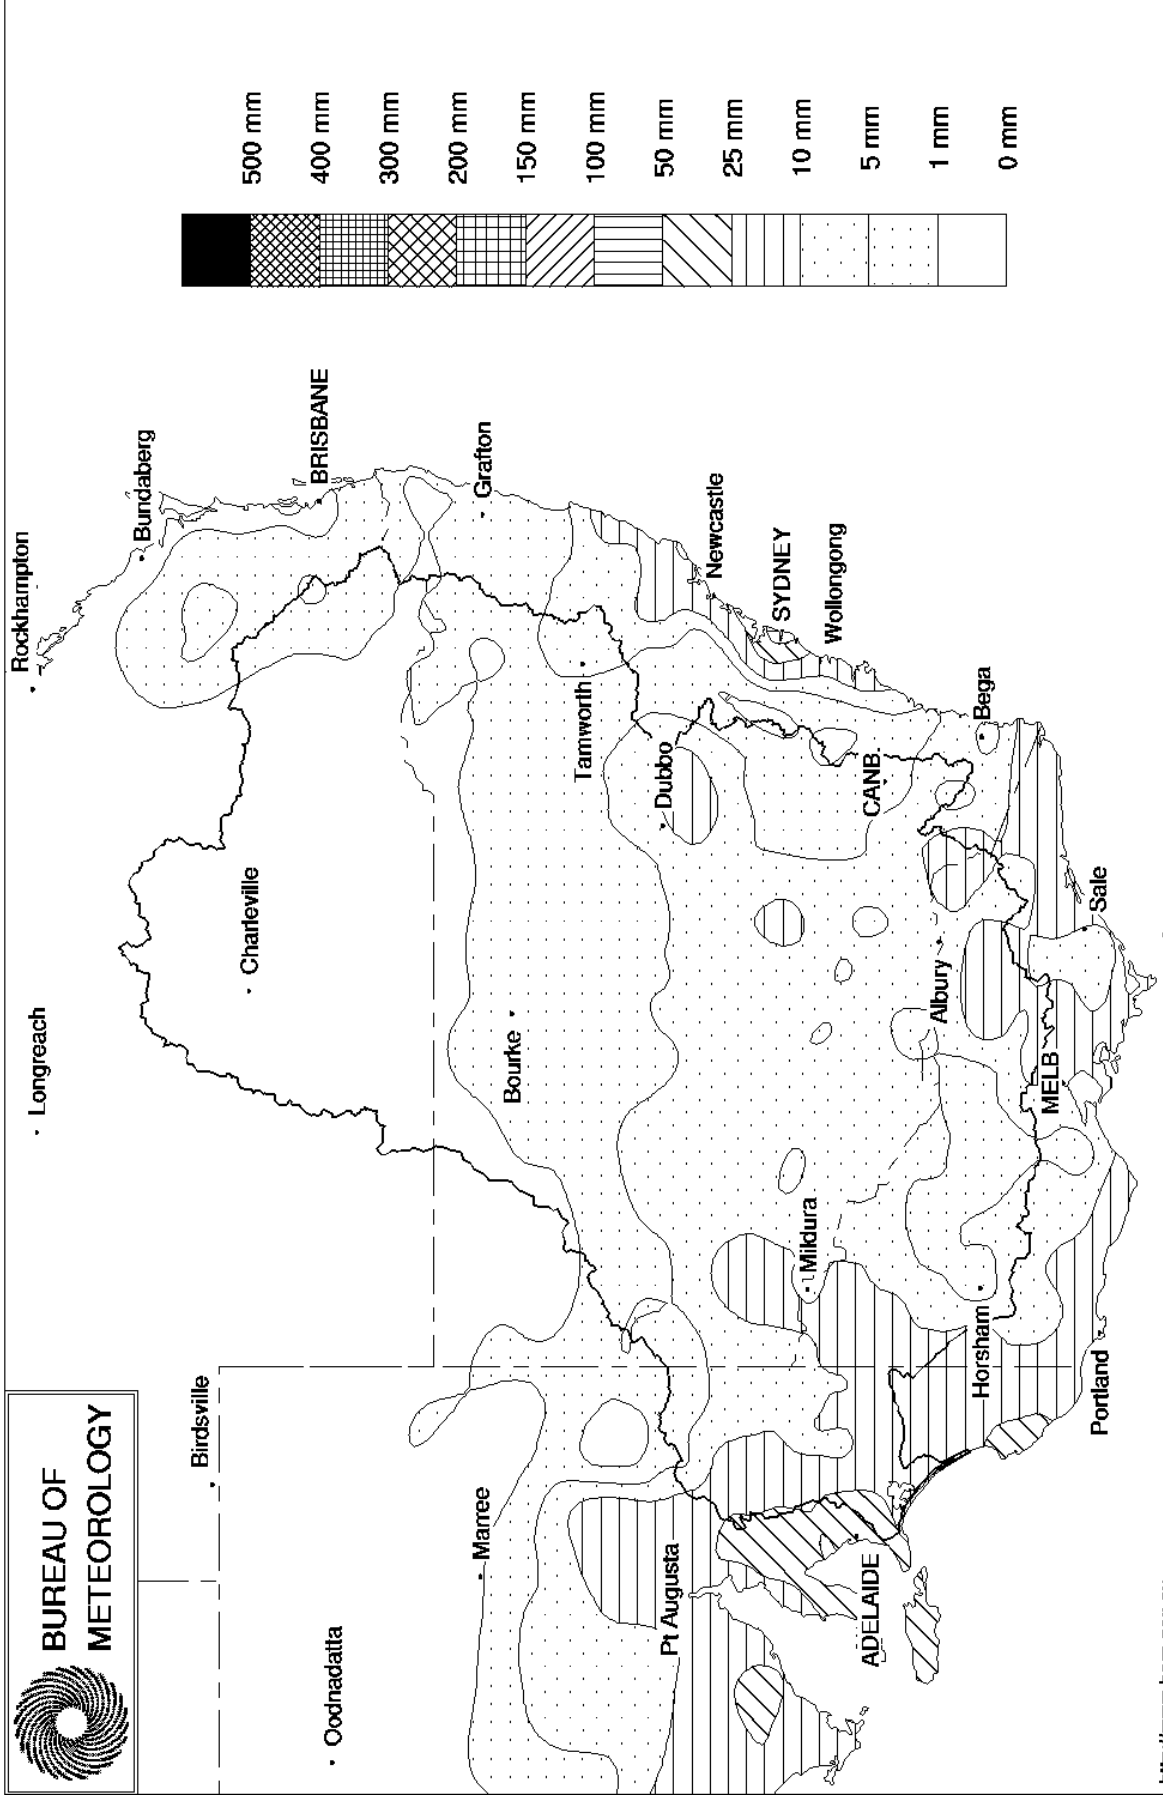 BUREAU OF
METEOROLOGY
Longreach
Rockhampton
Bundaberg
Birdsville
Charleville
BRISBANE
Oodnadatta
Marree
Bourke
Grafton
Tamworth
Pt Augusta
Dubbo
Newcastle
SYDNEY
Mildura
Wollongong
ADELAIDE
CANB.
Albury
Horsham
Bega
MELB
Sale
Portland
500 mm
400 mm
300 mm
200 mm
150 mm
100 mm
50 mm
25 mm
10 mm
5 mm
1 mm
0 mm